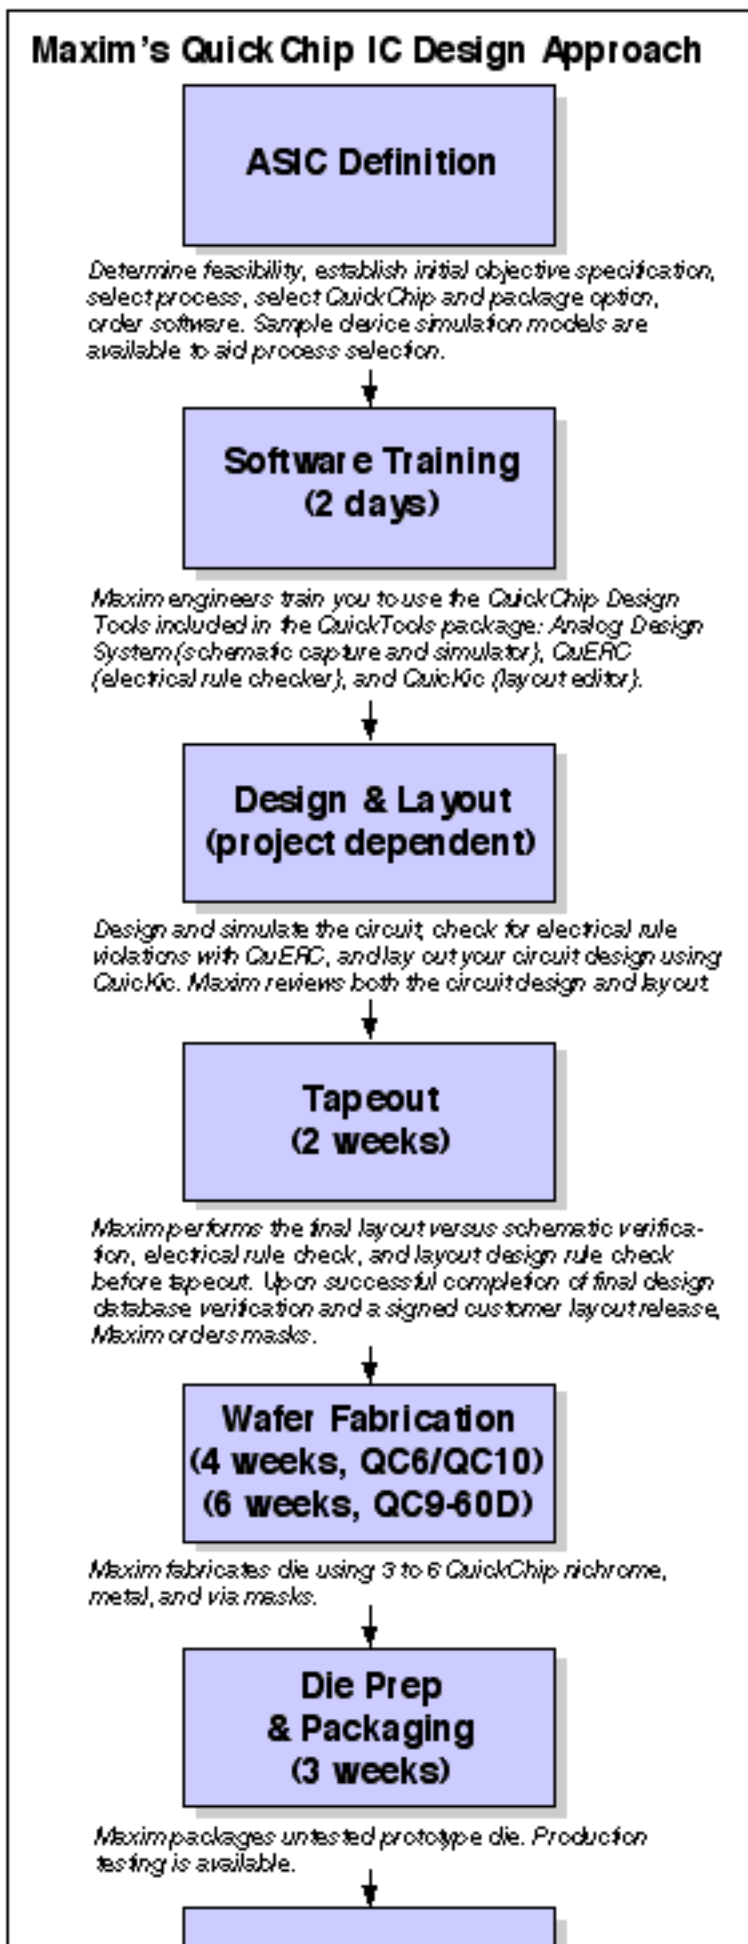 Maxim's QuickChip IC Design Approach
ASIC Definition
Determine feasibility, establish initial objective specification,
select process, select QuickChip and package option,
order software. Sample device simulation models are
available to aid process selection.
Software Training
(2 days)
Maxim engineers train you to use the QuickChip Design
Tools included in the QuickTools package: Analog Design
System (schematic capture and simulator), QuERC
(electrical rule checker), and QuicKic (layout editor).
Design & Layout
(project dependent)
Design and simulate the circuit, check for electrical rule
violations with QuERC, and lay out your circuit design using
QuicKic. Maxim reviews both the circuit design and layout
Tapeout
(2 weeks)
Maxim performs the final layout versus schematic verifica-
tion, electrical rule check, and layout design rule check
before tapeout. Upon successful completion of final design
database verification and a signed customer layout release,
Maxim orders masks.
Wafer Fabrication
(4 weeks, QC6/QC10)
(6 weeks, QC9-60D)
Maxim fabricates die using 3 to 6 QuickChip nichrome,
metal, and via masks.
Die Prep
& Packaging
(3 weeks)
Maxim packages untested prototype die. Production
testing is available.